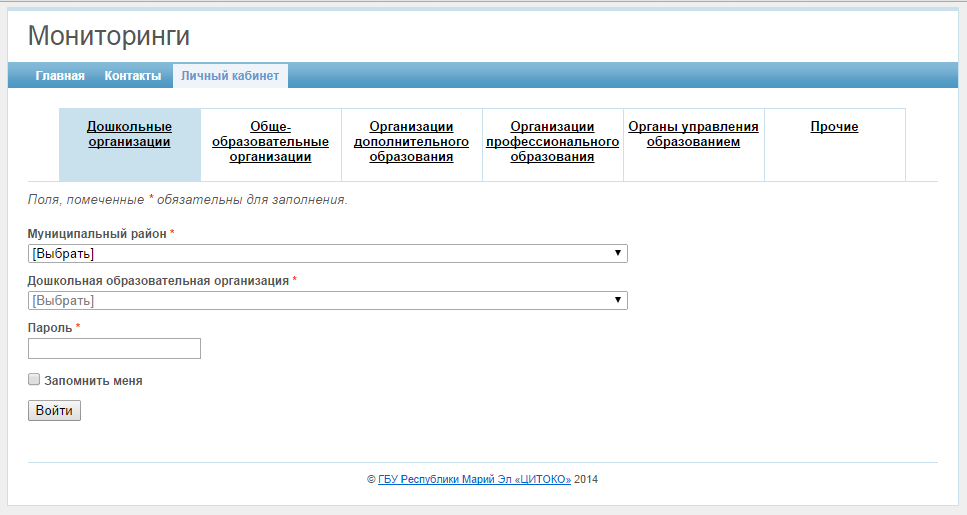 Мониторинги
Главная Контакты Личный кабинет
Дошкольные
организации
Обще-
образовательные
организации
Организации
дополнительного
образования
Организации
профессионального
образования
Органы управления
образованием
Прочие
Поля, помеченные * обязательны для заполнения.
Муниципальный район *
[Выбрать]
Дошкольная образовательная организация *
[Выбрать]
Пароль *
Запомнить меня
Войти
© ГБУ Республики Марий Эл «ЦИТОКО» 2014